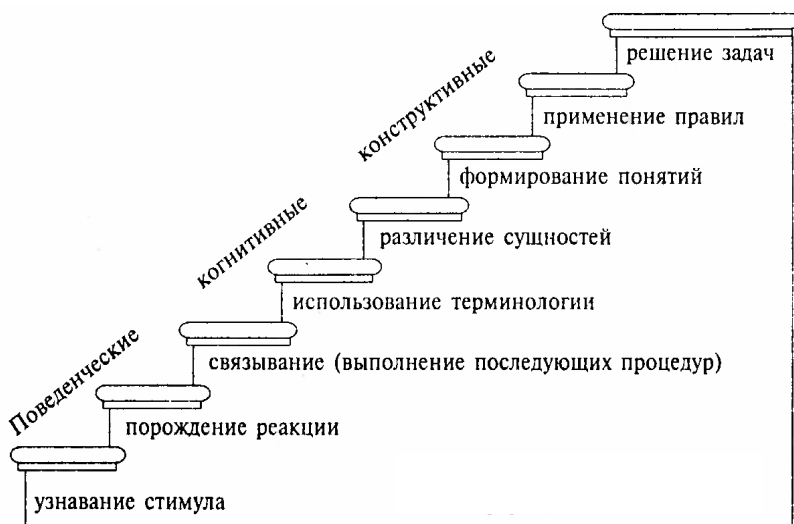 решение задач
применение правил
конструктивные
формирование понятий
различение сущностей
когнитивные
использование терминологии
связывание (выполнение последующих процедур)
Поведенческие
порождение реакции
узнавание стимула